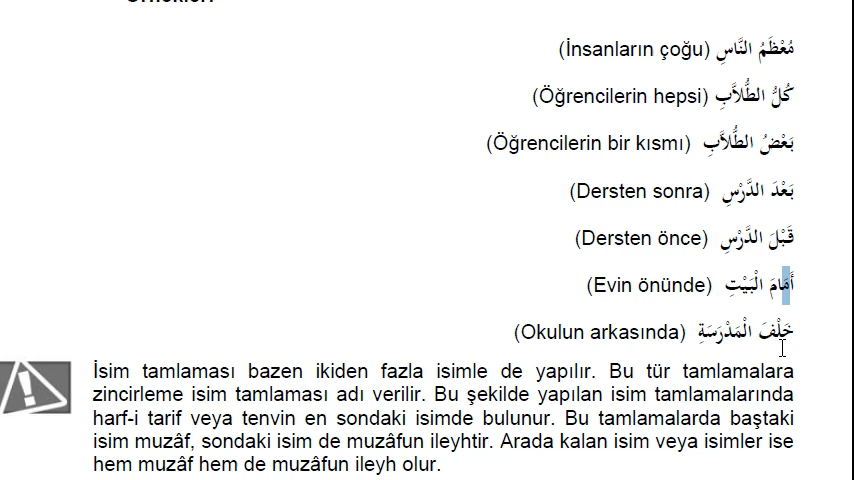 مُعْظَمُ النَّاسِ (İnsanların çoğu)
كُلُّ الطُّلاَّبِ (Öğrencilerin hepsi)
بَعْضُ الطُّلاَّبِ (Öğrencilerin bir kısmı)
بَعْدَ الدَّرْسِ (Dersten sonra)
قَبْلَ الدَّرْسِ (Dersten önce)
أَمَامَ الْبَيْتِ (Evin önünde)
خَلْفَ الْمَدْرَسَةِ (Okulun arkasında)
İsim tamlaması bazen ikiden fazla isimle de yapılır. Bu tür tamlamalara
zincirleme isim tamlaması adı verilir. Bu şekilde yapılan isim tamlamalarında
harf-i tarif veya tenvin en sondaki isimde bulunur. Bu tamlamalarda baştaki
isim muzâf, sondaki isim de muzâfun ileyhtir. Arada kalan isim veya isimler ise
hem muzâf hem de muzâfun ileyh olur.